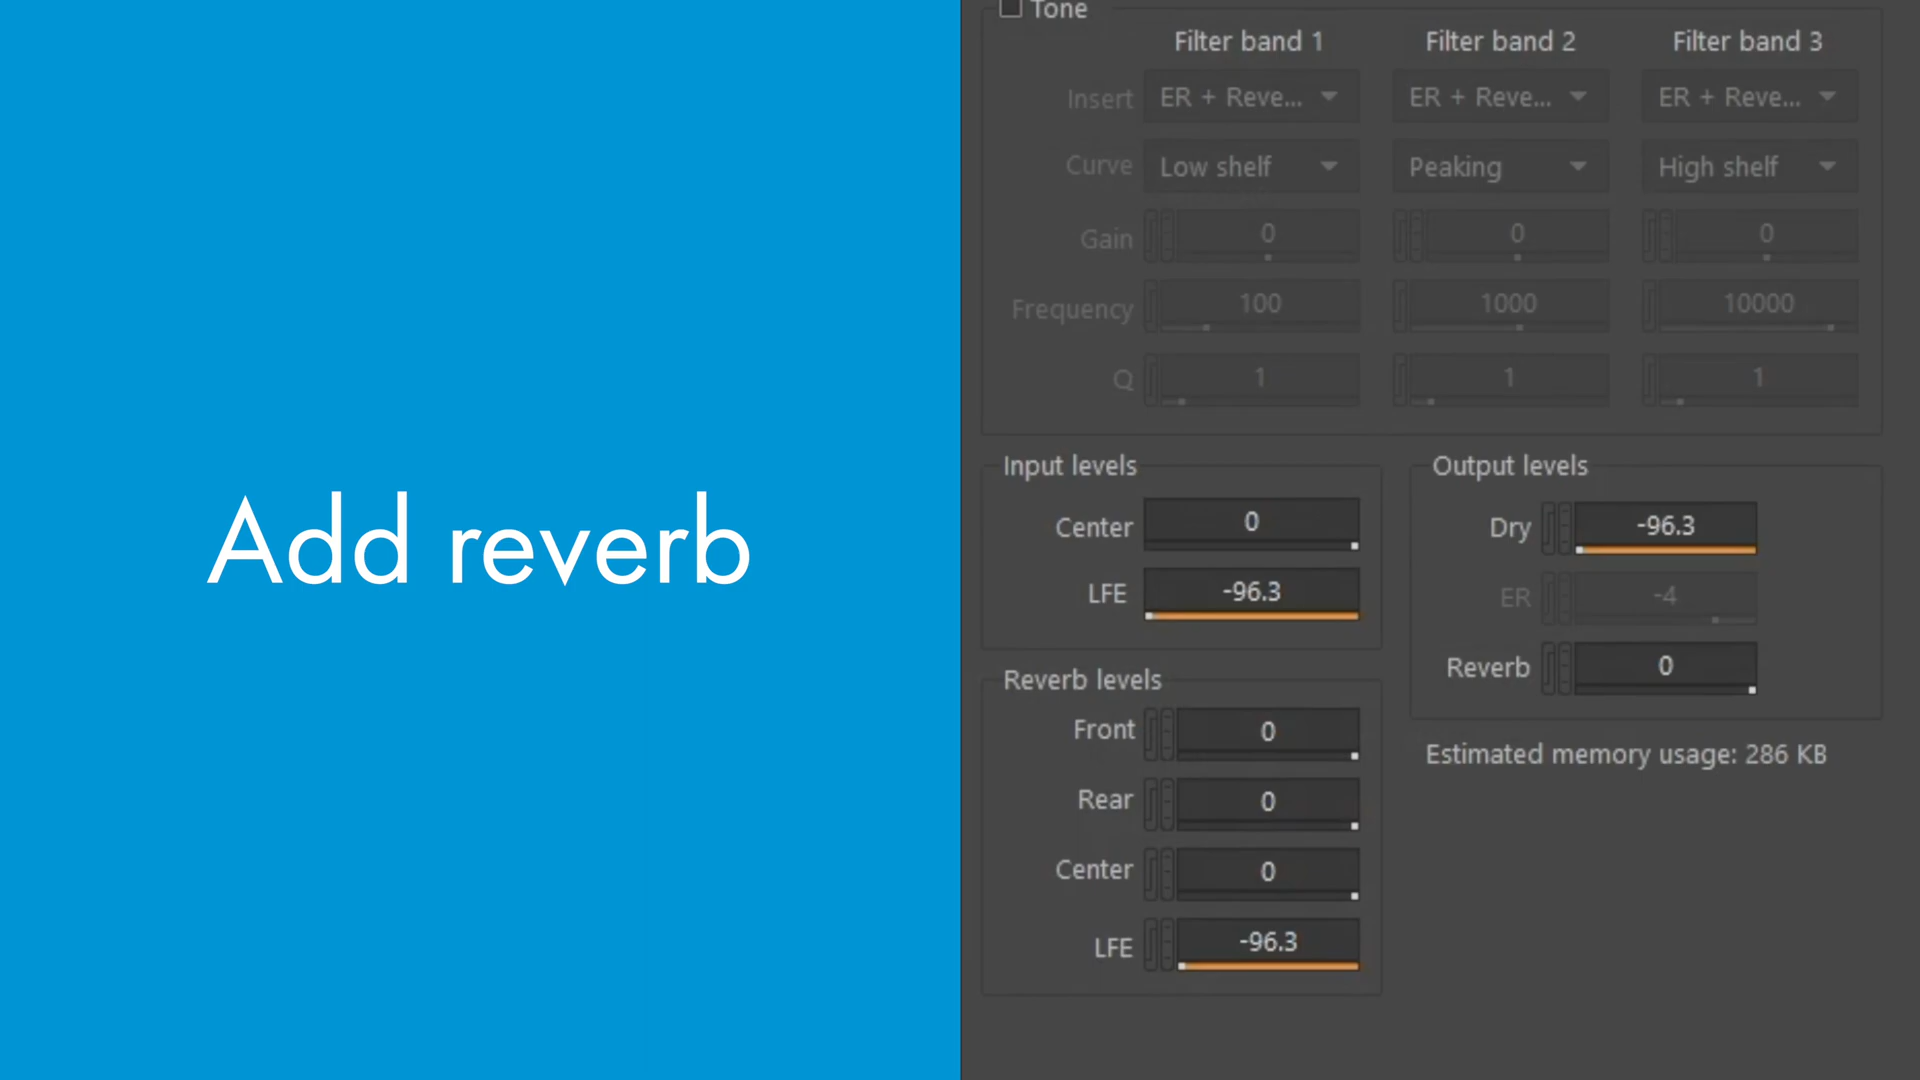 Add reverb
Tone
Filter band 1 Filter band 2 Filter band 3
Insert ER + Reve... ER + Reve... ER + Reve...
Curve Low shelf Peaking High shelf
Gain 0 0 0
Frequency 100 1000 10000
Q 1 1 1
Input levels
Center 0
LFE -96.3
Output levels
Dry -96.3
ER -4
Reverb 0
Reverb levels
Front 0
Rear 0
Center 0
LFE -96.3
Estimated memory usage: 286 KB